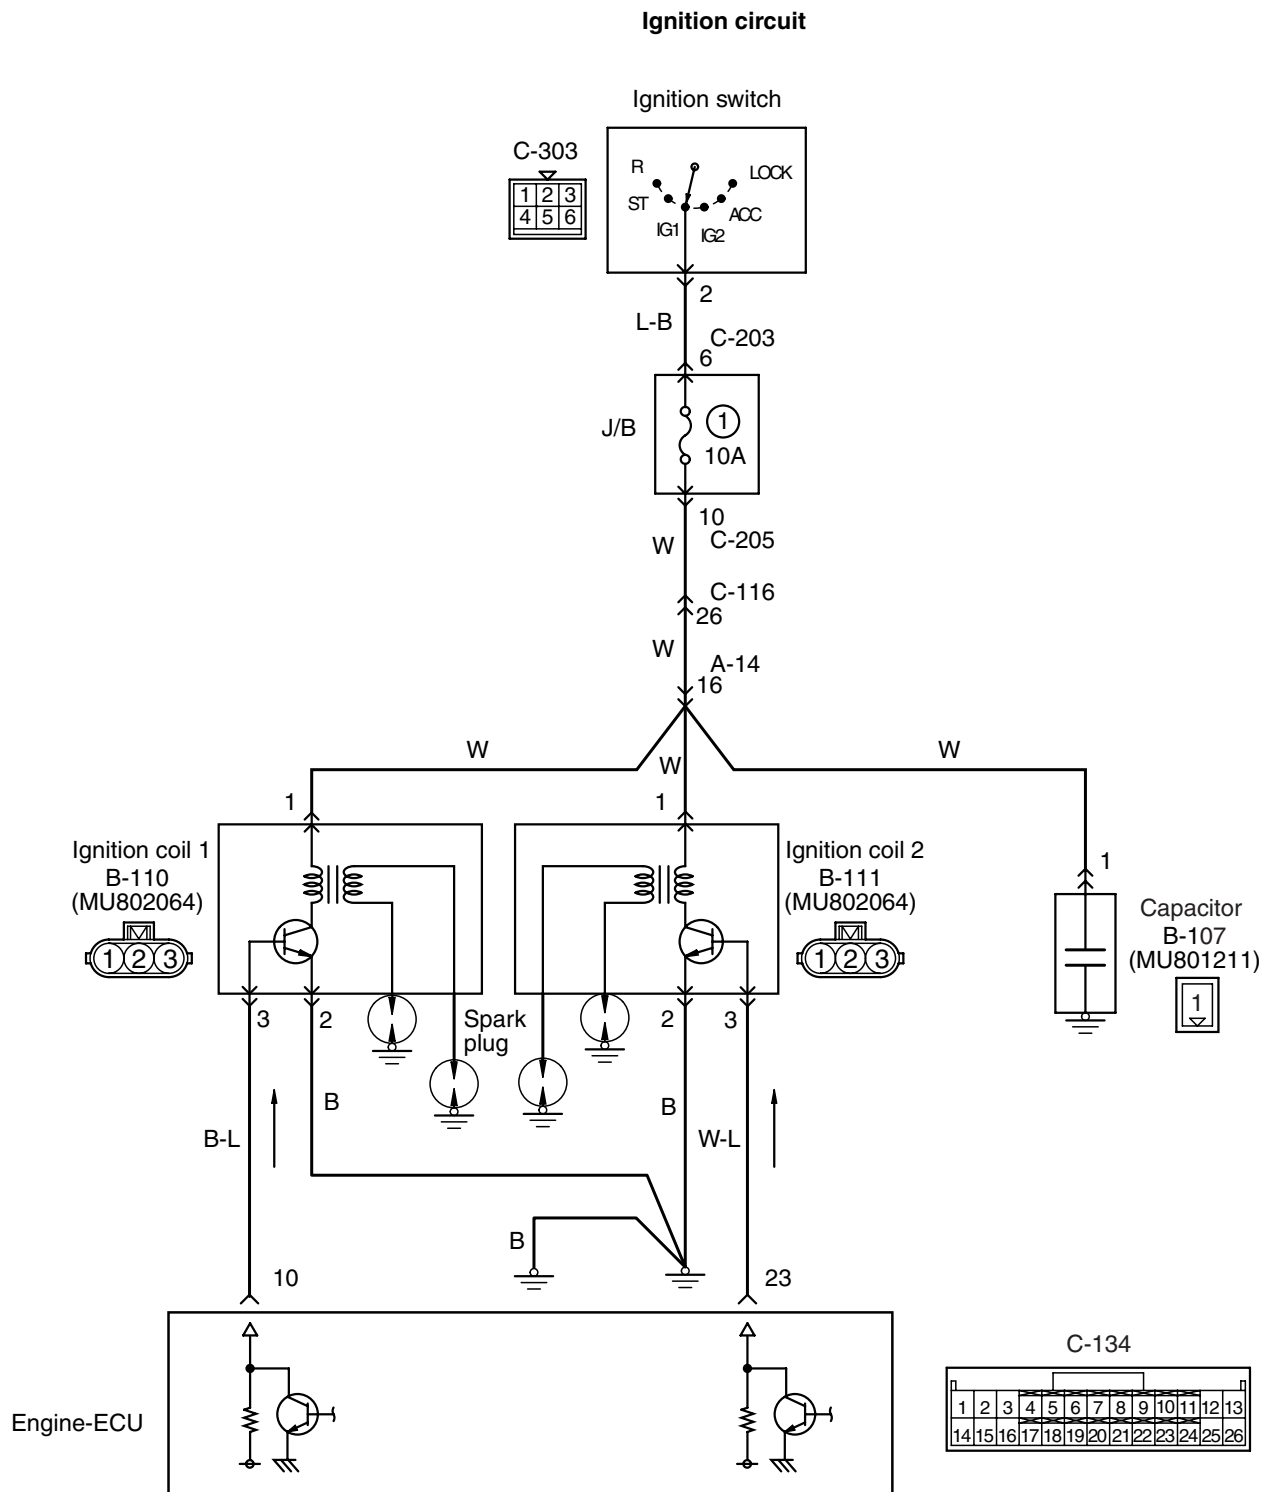 Ignition circuit
Ignition switch
C-303
1 2 3
4 5 6
R
LOCK
ST
ACC
IG1
IG2
2
L-B
C-203
6
J/B
1
10A
10
W
C-205
C-116
26
W
A-14
16
W
W
W
1
1
1
Ignition coil 1
B-110
(MU802064)
1 2 3
Ignition coil 2
B-111
(MU802064)
1 2 3
Capacitor
B-107
(MU801211)
1
3
2
Spark
plug
2
3
B
B
B-L
W-L
B
10
23
Engine-ECU
C-134
1 2 3 4 5 6 7 8 9 10 11 12 13
14 15 16 17 18 19 20 21 22 23 24 25 26